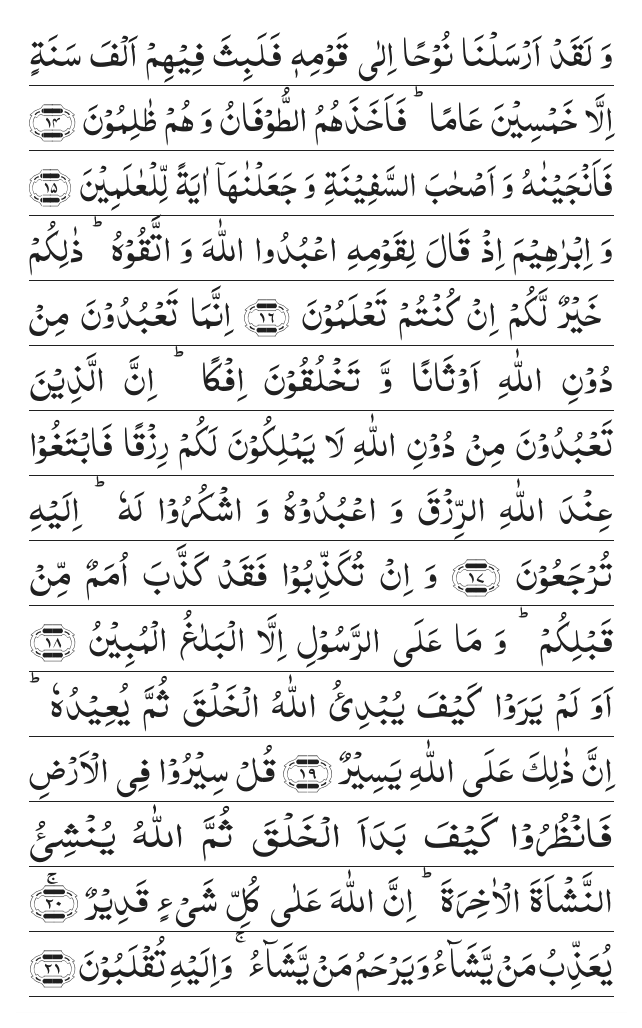 وَ لَقَدْ اَرْسَلْنَا نُوْحًا اِلٰى قَوْمِهٖ فَلَبِثَ فِيْهِمْ اَلْفَ سَنَةٍ
اِلَّا خَمْسِيْنَ عَامًا ؕ فَاَخَذَهُمُ الطُّوْفَانُ وَ هُمْ ظٰلِمُوْنَ ﴿۱۴﴾
فَاَنْجَيْنٰهُ وَ اَصْحٰبَ السَّفِيْنَةِ وَ جَعَلْنٰهَاۤ اٰيَةً لِّلْعٰلَمِيْنَ ﴿۱۵﴾
وَ اِبْرٰهِيْمَ اِذْ قَالَ لِقَوْمِهِ اعْبُدُوا اللّٰهَ وَ اتَّقُوْهُ ؕ ذٰلِكُمْ
خَيْرٌ لَّكُمْ اِنْ كُنْتُمْ تَعْلَمُوْنَ ﴿۱۶﴾ اِنَّمَا تَعْبُدُوْنَ مِنْ
دُوْنِ اللّٰهِ اَوْثَانًا وَّ تَخْلُقُوْنَ اِفْكًا ؕ اِنَّ الَّذِيْنَ
تَعْبُدُوْنَ مِنْ دُوْنِ اللّٰهِ لَا يَمْلِكُوْنَ لَكُمْ رِزْقًا فَابْتَغُوْا
عِنْدَ اللّٰهِ الرِّزْقَ وَ اعْبُدُوْهُ وَ اشْكُرُوْا لَهٗ ؕ اِلَيْهِ
تُرْجَعُوْنَ ﴿۱۷﴾ وَ اِنْ تُكَذِّبُوْا فَقَدْ كَذَّبَ اُمَمٌ مِّنْ
قَبْلِكُمْ ؕ وَ مَا عَلَى الرَّسُوْلِ اِلَّا الْبَلٰغُ الْمُبِيْنُ ﴿۱۸﴾
اَوَ لَمْ يَرَوْا كَيْفَ يُبْدِئُ اللّٰهُ الْخَلْقَ ثُمَّ يُعِيْدُهٗ ؕ
اِنَّ ذٰلِكَ عَلَى اللّٰهِ يَسِيْرٌ ﴿۱۹﴾ قُلْ سِيْرُوْا فِى الْاَرْضِ
فَانْظُرُوْا كَيْفَ بَدَاَ الْخَلْقَ ثُمَّ اللّٰهُ يُنْشِئُ
النَّشْاَةَ الْاٰخِرَةَ ؕ اِنَّ اللّٰهَ عَلٰى كُلِّ شَىْءٍ قَدِيْرٌ ۚ﴿۲۰﴾
يُعَذِّبُ مَنْ يَّشَآءُ وَ يَرْحَمُ مَنْ يَّشَآءُ ۚ وَ اِلَيْهِ تُقْلَبُوْنَ ﴿۲۱﴾